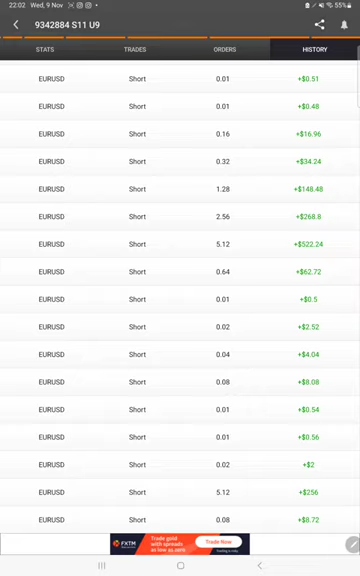 22:02 Wed, 9 Nov 55%
9342884 S11 U9
STATS TRADES ORDERS HISTORY
EURUSD Short 0.01 +$0.51
EURUSD Short 0.01 +$0.48
EURUSD Short 0.16 +$16.96
EURUSD Short 0.32 +$34.24
EURUSD Short 1.28 +$148.48
EURUSD Short 2.56 +$268.8
EURUSD Short 5.12 +$522.24
EURUSD Short 0.64 +$62.72
EURUSD Short 0.01 +$0.5
EURUSD Short 0.02 +$2.52
EURUSD Short 0.04 +$4.04
EURUSD Short 0.08 +$8.08
EURUSD Short 0.01 +$0.54
EURUSD Short 0.01 +$0.56
EURUSD Short 0.02 +$2
EURUSD Short 5.12 +$256
EURUSD Short 0.08 +$8.72
FXTM Trade gold with spreads as low as zero Trade Now
Trading is risky